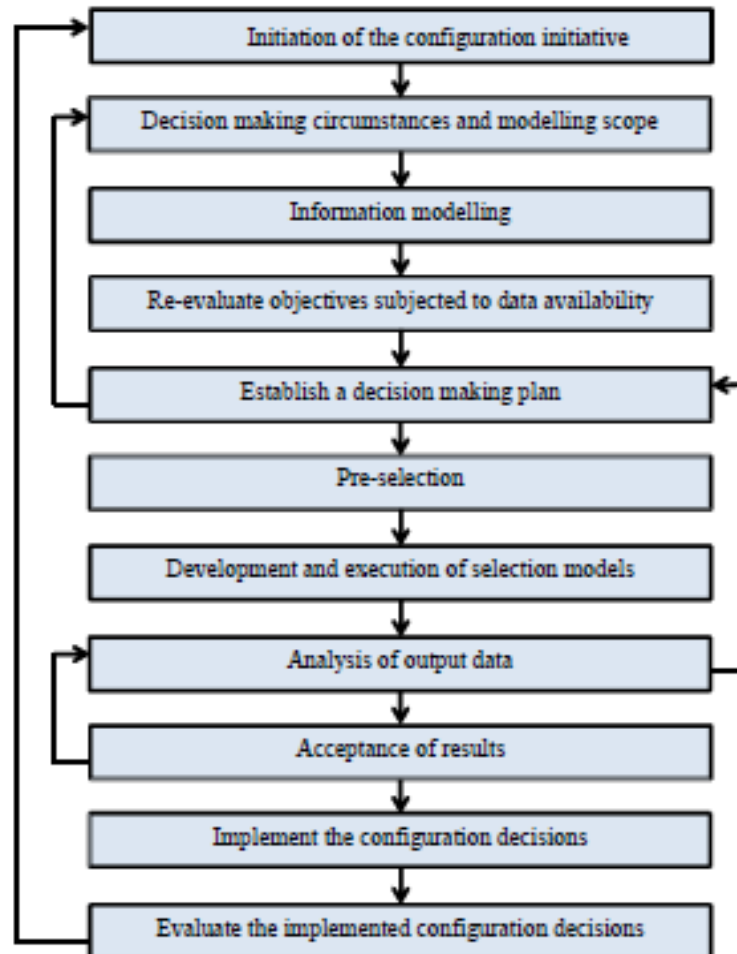 Initiation of the configuration initiative
Decision making circumstances and modelling scope
Information modelling
Re-evaluate objectives subjected to data availability
Establish a decision making plan
Pre-selection
Development and execution of selection models
Analysis of output data
Acceptance of results
Implement the configuration decisions
Evaluate the implemented configuration decisions